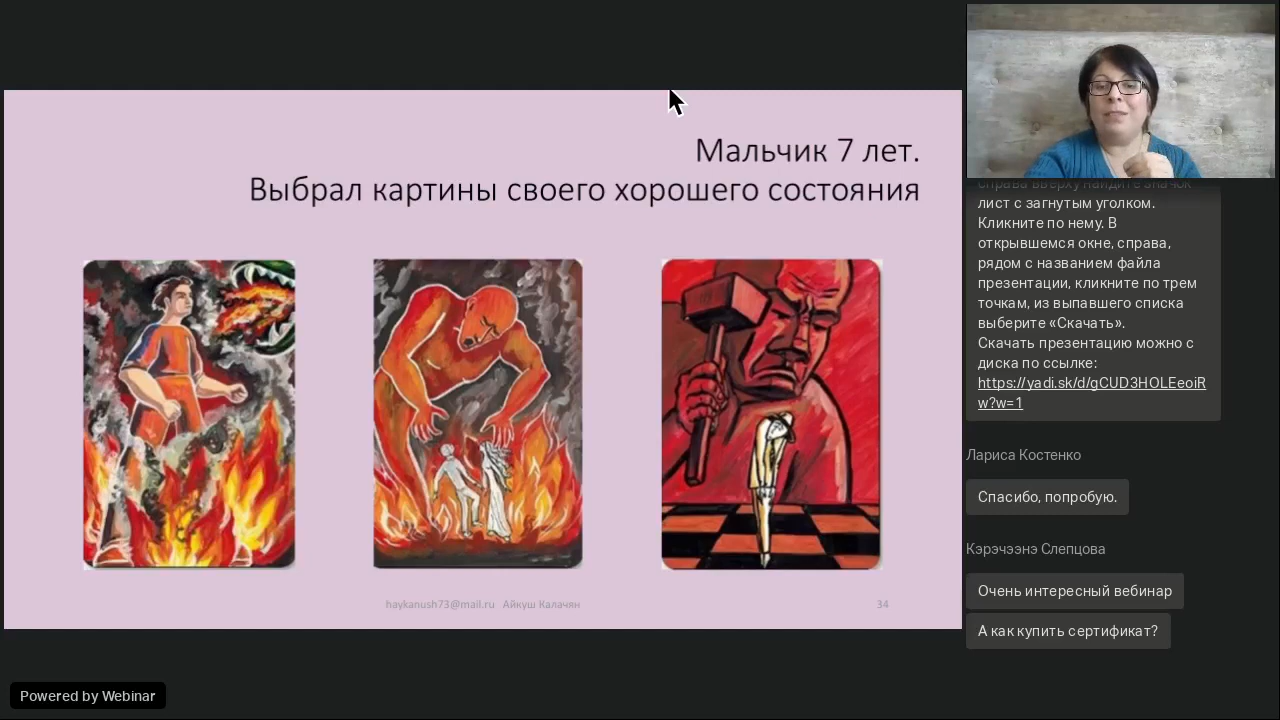 Мальчик 7 лет.
Выбрал картины своего хорошего состояния
haykanush73@mail.ru Айкуш Калачян
34
справа вверху найдите значок
лист с загнутым уголком.
Кликните по нему. В
открывшемся окне, справа,
рядом с названием файла
презентации, кликните по трем
точкам, из выпавшего списка
выберите «Скачать».
Скачать презентацию можно с
диска по ссылке:
https://yadi.sk/d/gCUD3HOLEeoiR
w?w=1
Лариса Костенко
Спасибо, попробую.
Кэрэчээнэ Слепцова
Очень интересный вебинар
А как купить сертификат?
Powered by Webinar